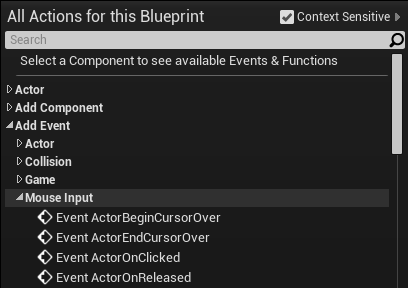 All Actions for this Blueprint
Context Sensitive
Search
Select a Component to see available Events & Functions
Actor
Add Component
Add Event
Actor
Collision
Game
Mouse Input
Event ActorBeginCursorOver
Event ActorEndCursorOver
Event ActorOnClicked
Event ActorOnReleased